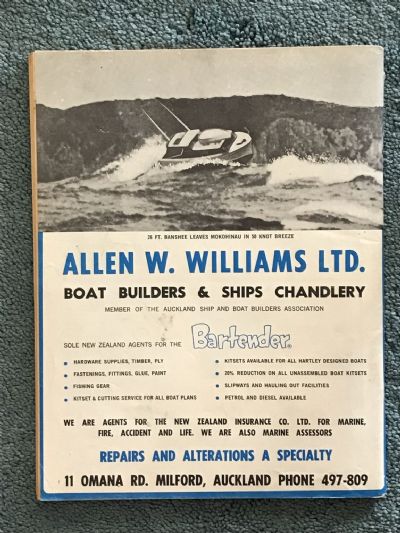 26 FT. BANSHEE LEAVES MOKOHINAU IN 50 KNOT BREEZE
ALLEN W. WILLIAMS LTD.
BOAT BUILDERS & SHIPS CHANDLERY
MEMBER OF THE AUCKLAND SHIP AND BOAT BUILDERS ASSOCIATION
SOLE NEW ZEALAND AGENTS FOR THE Bartender
HARDWARE SUPPLIES, TIMBER, PLY
FASTENINGS, FITTINGS, GLUE, PAINT
FISHING GEAR
KITSET & CUTTING SERVICE FOR ALL BOAT PLANS
KITSETS AVAILABLE FOR ALL HARTLEY DESIGNED BOATS
20% REDUCTION ON ALL UNASSEMBLED BOAT KITSETS
SLIPWAYS AND HAULING OUT FACILITIES
PETROL AND DIESEL AVAILABLE
WE ARE AGENTS FOR THE NEW ZEALAND INSURANCE CO. LTD. FOR MARINE,
FIRE, ACCIDENT AND LIFE. WE ARE ALSO MARINE ASSESSORS
REPAIRS AND ALTERATIONS A SPECIALTY
11 OMANA RD. MILFORD, AUCKLAND PHONE 497-809